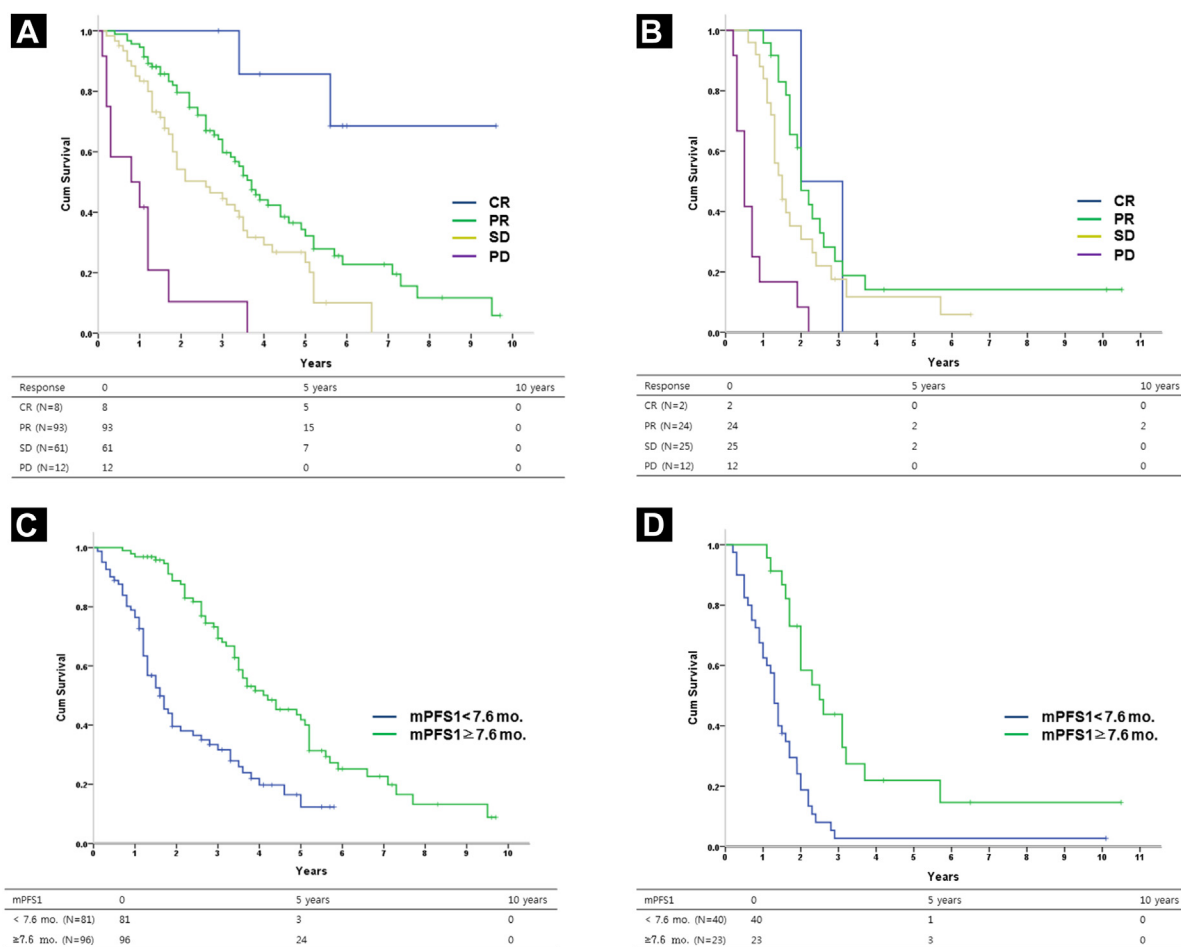 A
Cum Survival
1.0
0.8
0.6
0.4
0.2
0.0
CR
PR
SD
PD
0 1 2 3 4 5 6 7 8 9 10
Years
Response 0 5 years 10 years
CR (N=8) 8 5 0
PR (N=93) 93 15 0
SD (N=61) 61 7 0
PD (N=12) 12 0 0
B
Cum Survival
1.0
0.8
0.6
0.4
0.2
0.0
CR
PR
SD
PD
0 1 2 3 4 5 6 7 8 9 10 11
Years
Response 0 5 years 10 years
CR (N=2) 2 0 0
PR (N=24) 24 2 2
SD (N=25) 25 2 0
PD (N=12) 12 0 0
C
Cum Survival
1.0
0.8
0.6
0.4
0.2
0.0
mPFS1< 7.6 mo.
mPFS1≥ 7.6 mo.
0 1 2 3 4 5 6 7 8 9 10
Years
mPFS1 0 5 years 10 years
< 7.6 mo. (N=81) 81 3 0
≥7.6 mo. (N=96) 96 24 0
D
Cum Survival
1.0
0.8
0.6
0.4
0.2
0.0
mPFS1< 7.6 mo.
mPFS1≥ 7.6 mo.
0 1 2 3 4 5 6 7 8 9 10 11
Years
mPFS1 0 5 years 10 years
< 7.6 mo. (N=40) 40 1 0
≥7.6 mo. (N=23) 23 3 0